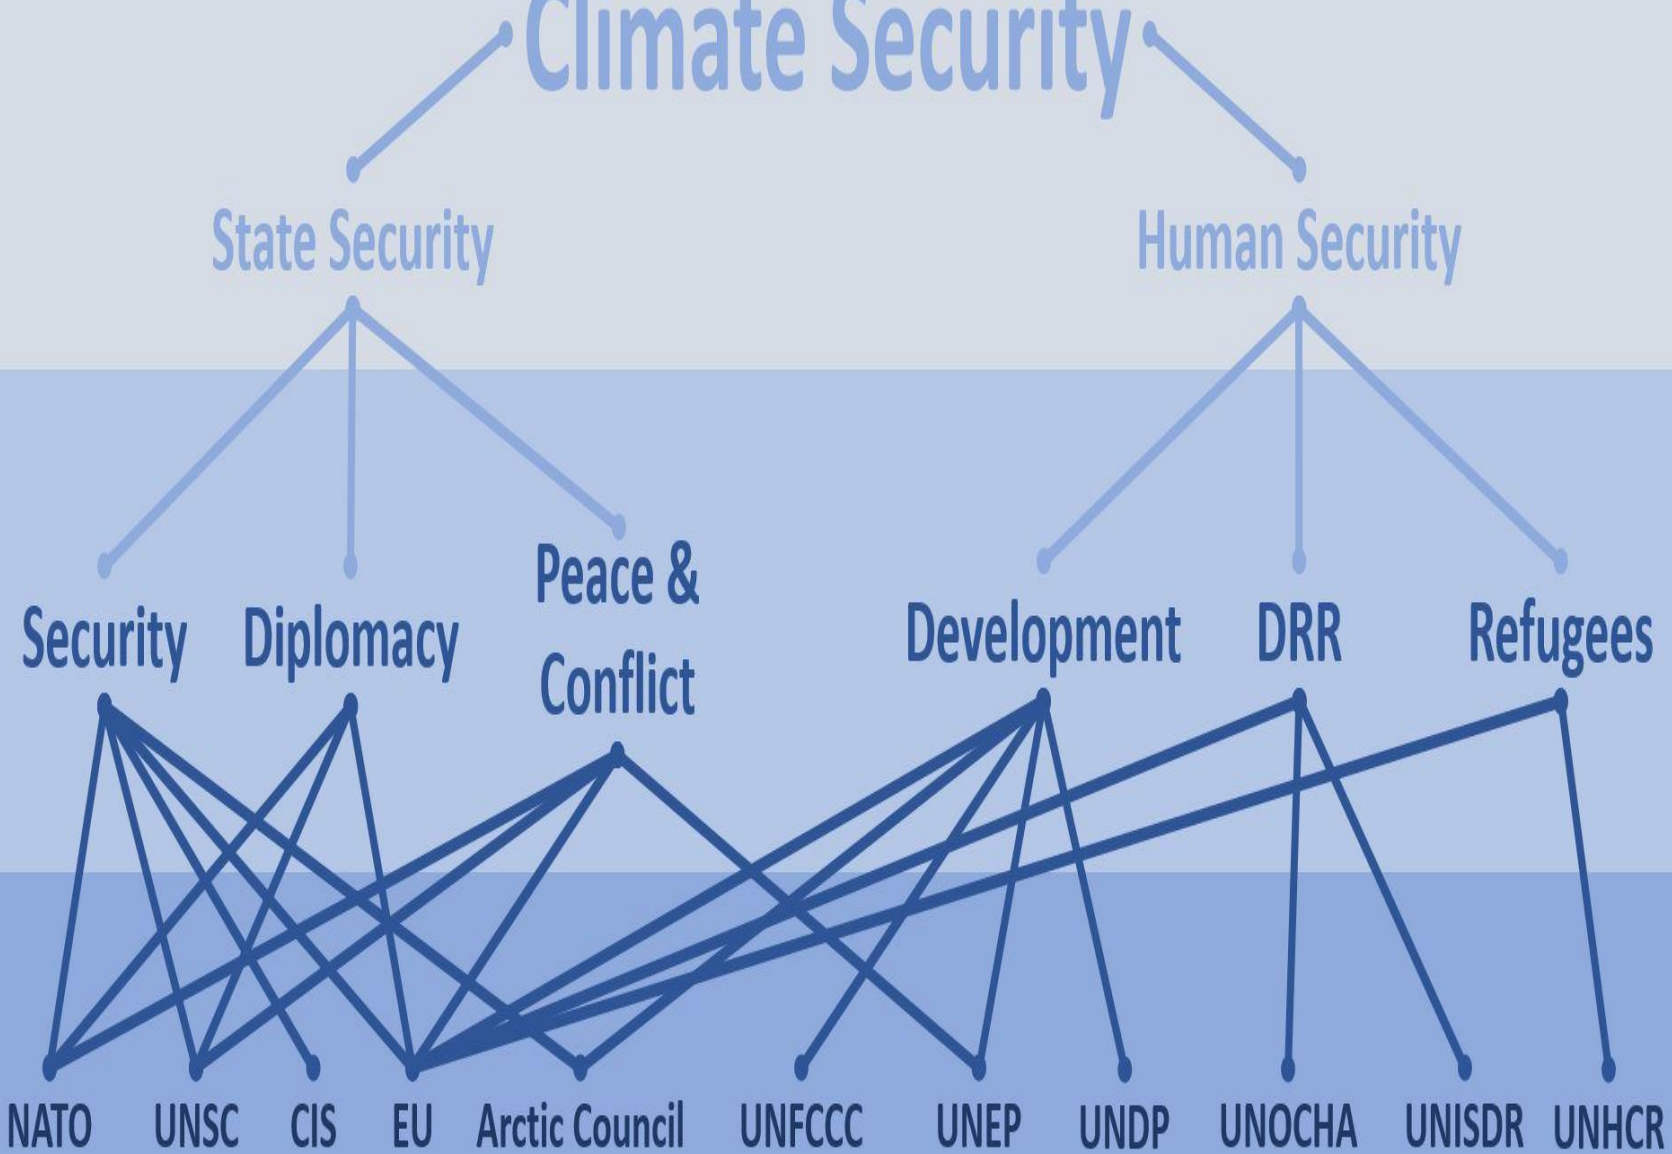 Climate Security
State Security
Human Security
Peace &
Conflict
Security
Diplomacy
Development
DRR
Refugees
NATO
UNSC
CIS
EU
Arctic Council
UNFCCC
UNEP
UNDP
UNOCHA
UNISDR
UNHCR